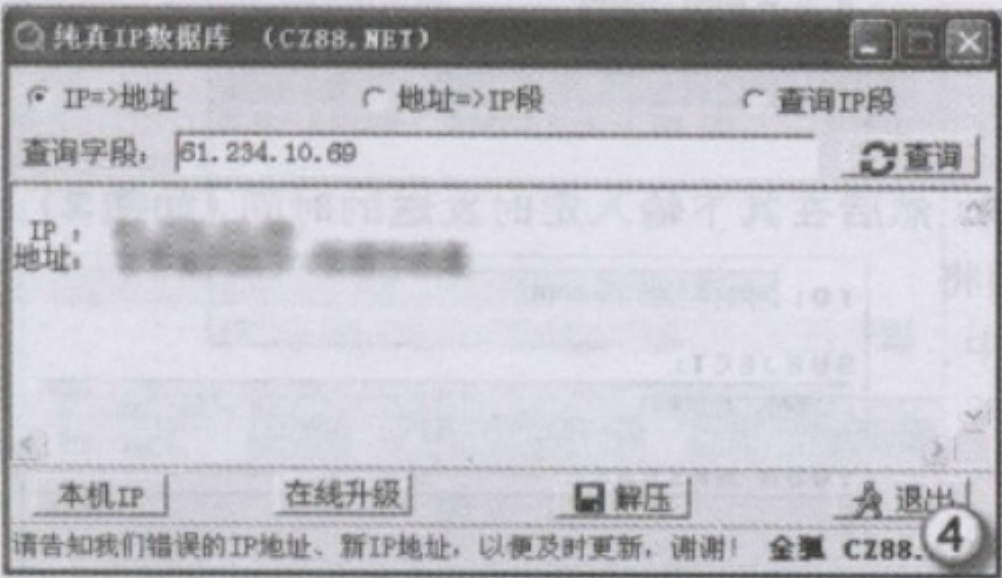 纯真IP数据库 (CZ88.NET)
IP=>地址 地址=>IP段 查询IP段
查询字段: 61.234.10.69 查询
IP :
地址:
本机IP 在线升级 解压 退出
请告知我们错误的IP地址、新IP地址,以便及时更新,谢谢! 金狐 CZ88.
4